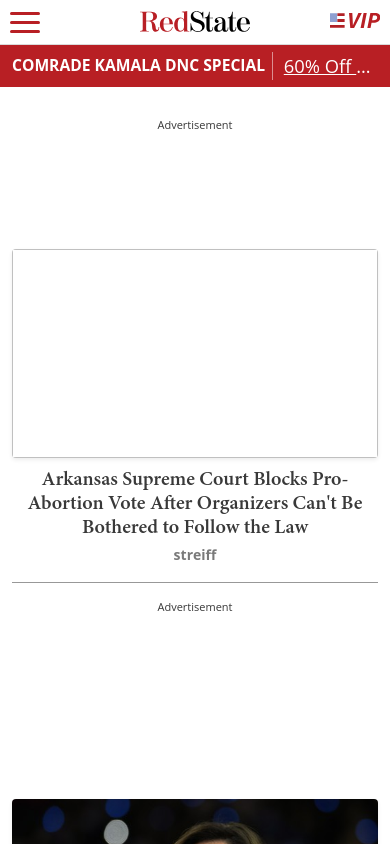 RedState
VIP
COMRADE KAMALA DNC SPECIAL
60% Off ...
Advertisement
Arkansas Supreme Court Blocks Pro-
Abortion Vote After Organizers Can't Be
Bothered to Follow the Law
streiff
Advertisement